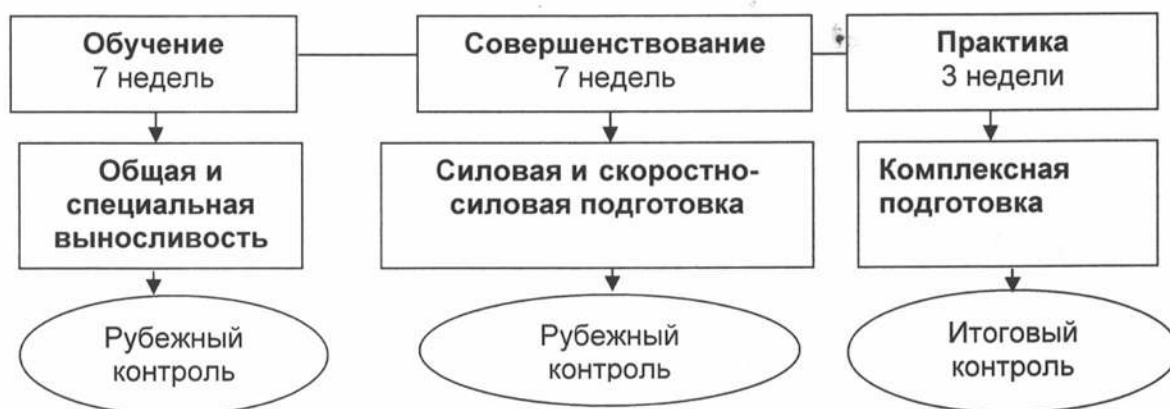 Обучение
7 недель
Совершенствование
7 недель
Практика
3 недели
Общая и
специальная
выносливость
Силовая и скоростно-
силовая подготовка
Комплексная
подготовка
Рубежный
контроль
Рубежный
контроль
Итоговый
контроль